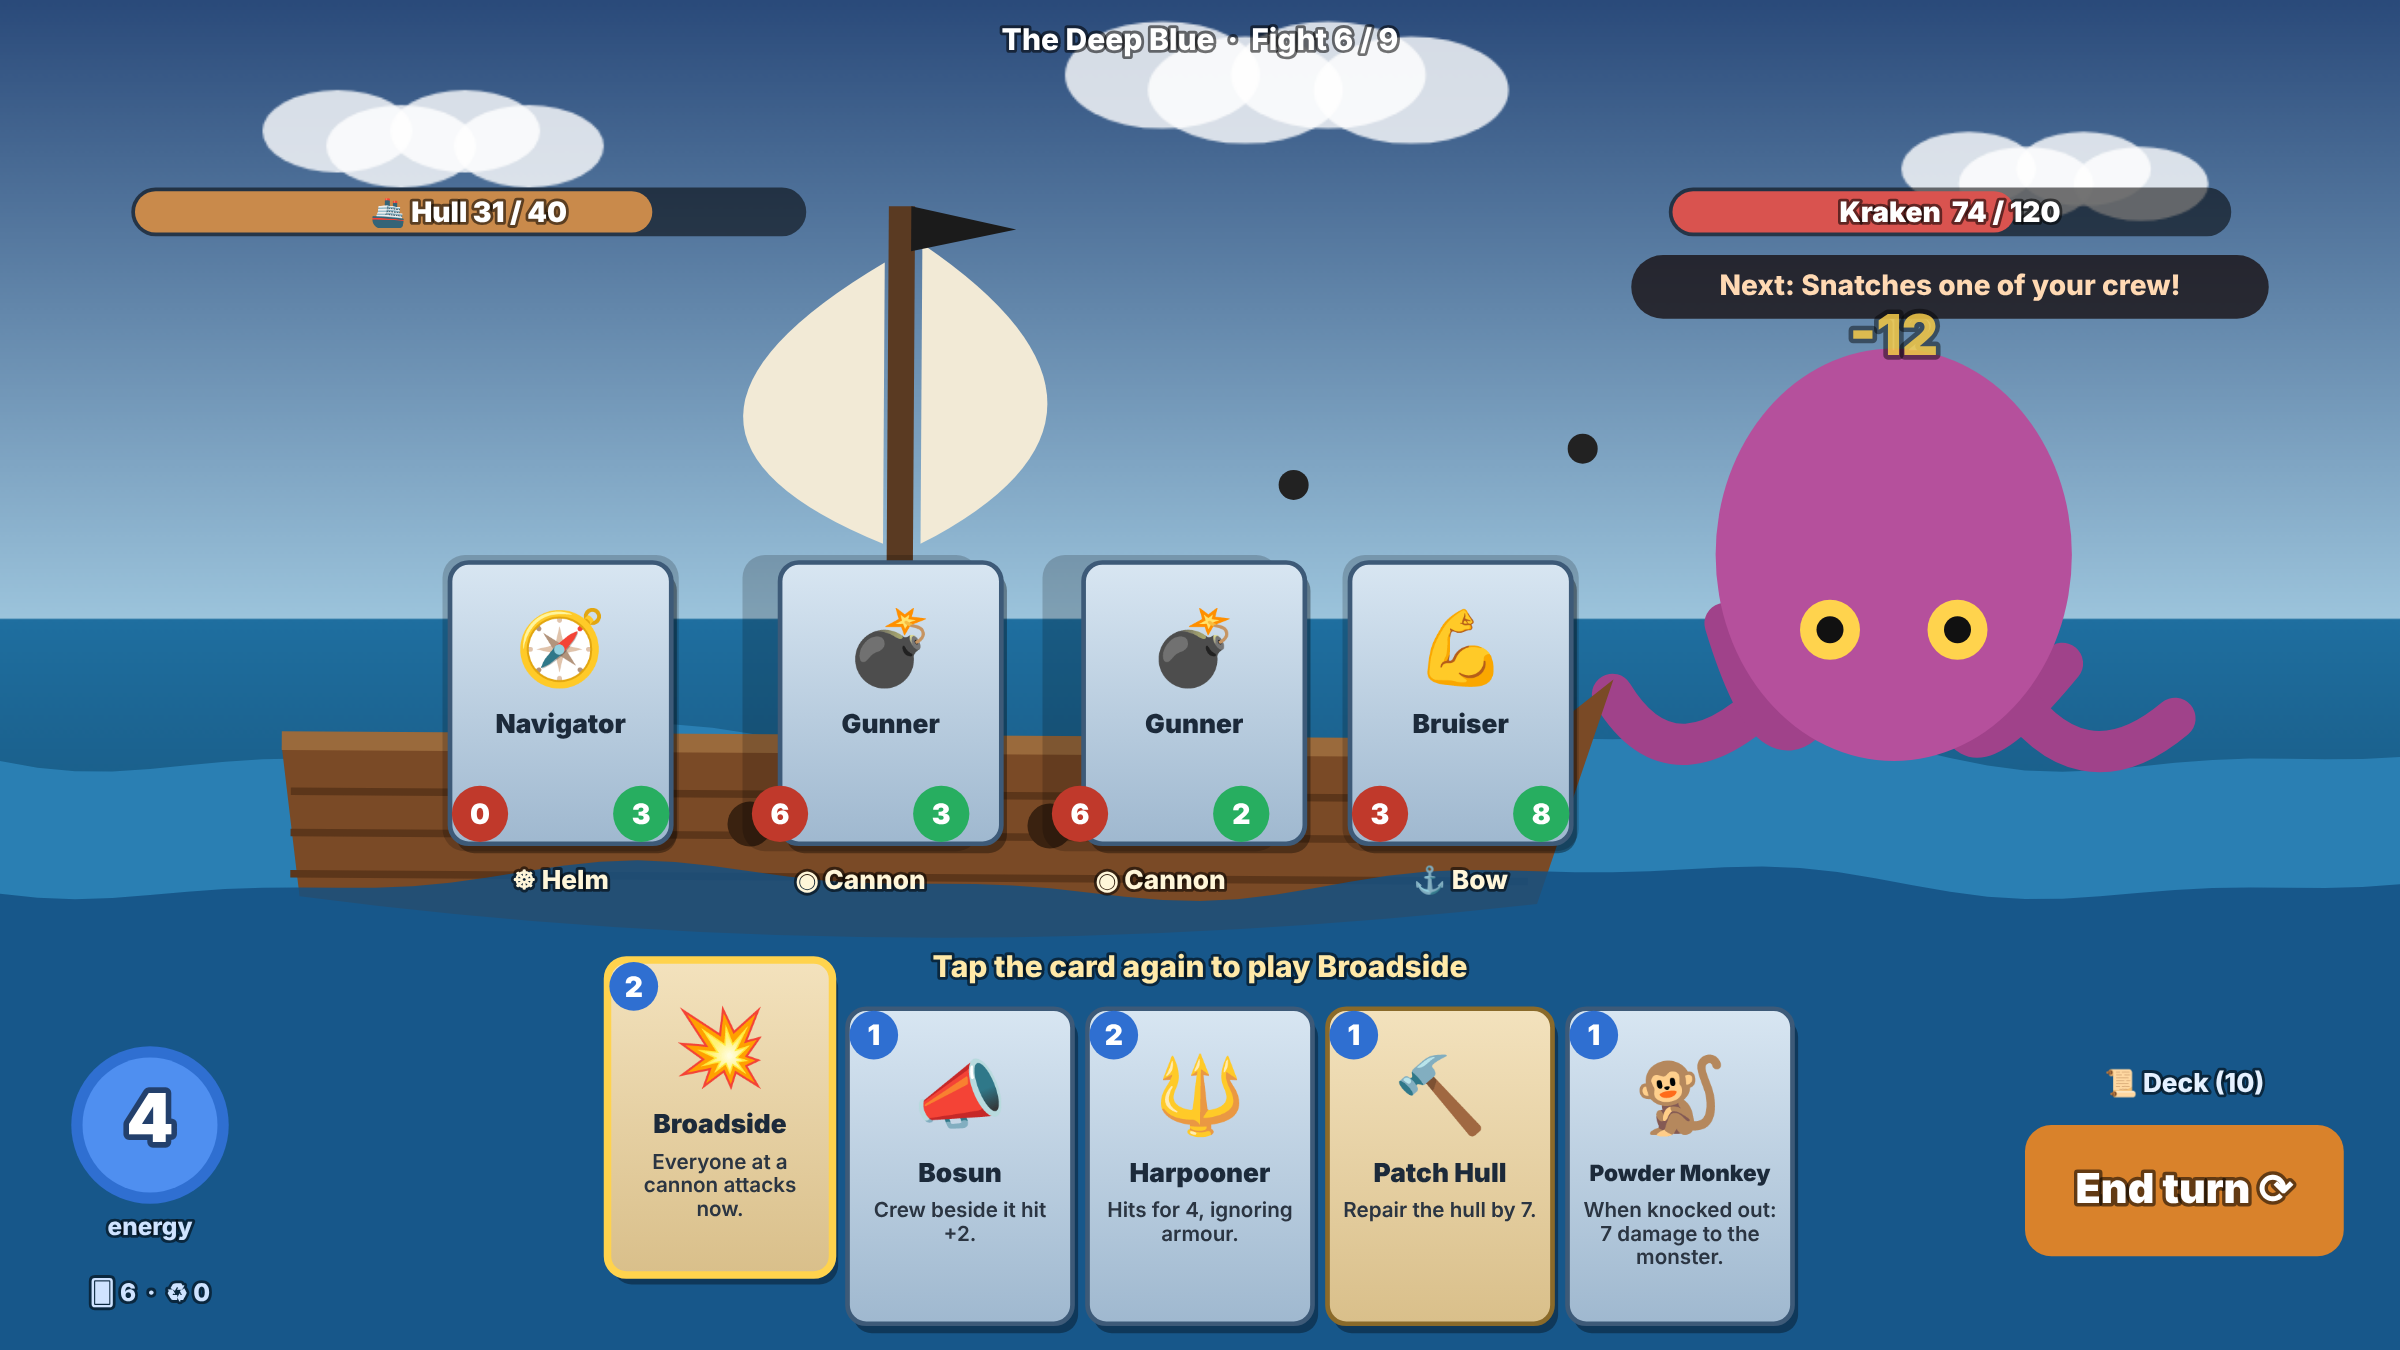 The Deep Blue · Fight 6 / 9
Hull 31 / 40
Kraken 74 / 120
Next: Snatches one of your crew!
-12
Navigator
0
3
Gunner
6
3
Gunner
6
2
Bruiser
3
8
Helm
Cannon
Cannon
Bow
Tap the card again to play Broadside
2
Broadside
Everyone at a
cannon attacks
now.
1
Bosun
Crew beside it hit
+2.
2
Harpooner
Hits for 4, ignoring
armour.
1
Patch Hull
Repair the hull by 7.
1
Powder Monkey
When knocked out:
7 damage to the
monster.
4
energy
6 · 0
Deck (10)
End turn